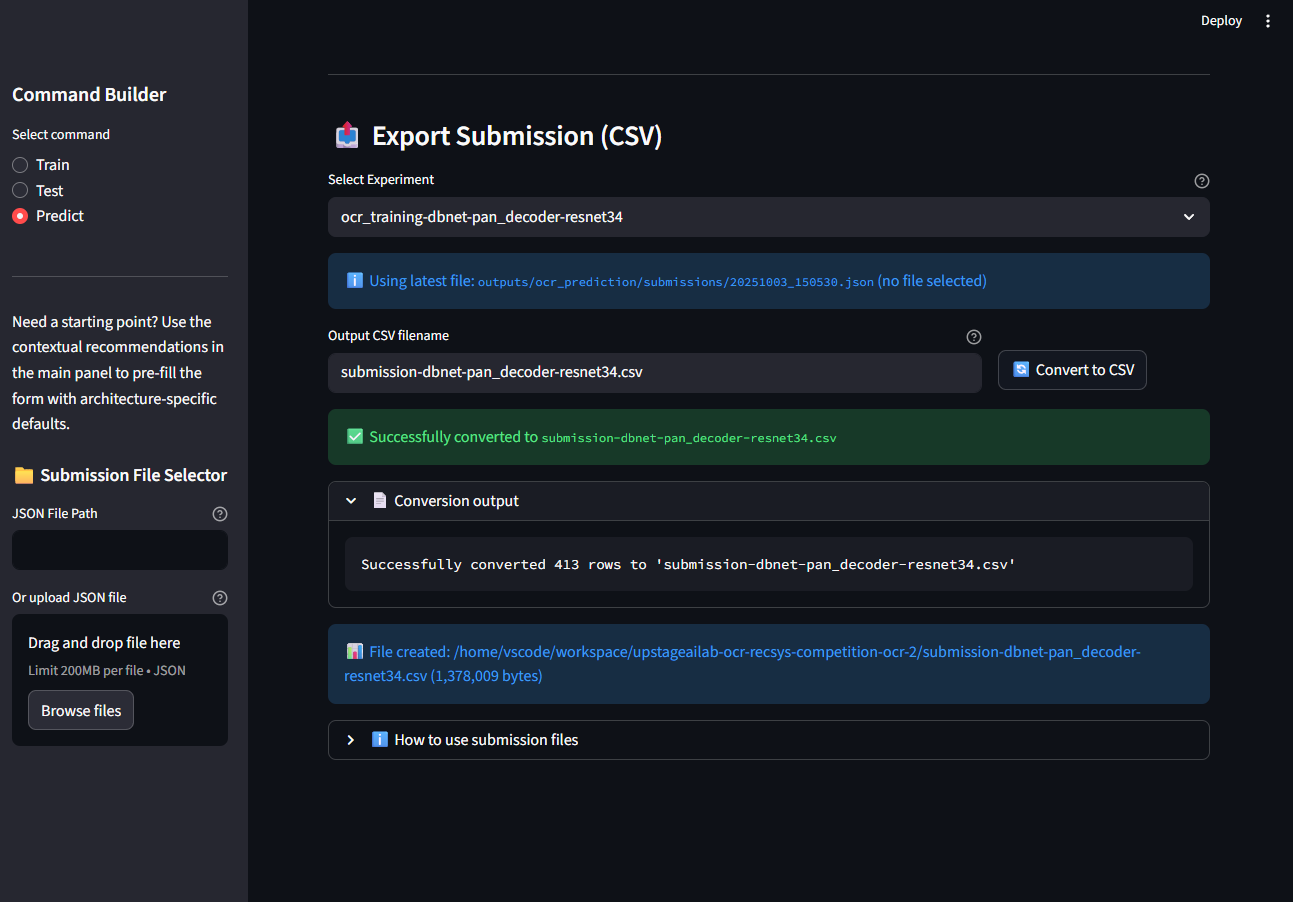 Deploy
Command Builder
Select command
Train
Test
Predict
Need a starting point? Use the
contextual recommendations in
the main panel to pre-fill the
form with architecture-specific
defaults.
Submission File Selector
JSON File Path
Or upload JSON file
Drag and drop file here
Limit 200MB per file • JSON
Browse files
Export Submission (CSV)
Select Experiment
ocr_training-dbnet-pan_decoder-resnet34
Using latest file: outputs/ocr_prediction/submissions/20251003_150530.json (no file selected)
Output CSV filename
submission-dbnet-pan_decoder-resnet34.csv
Convert to CSV
Successfully converted to submission-dbnet-pan_decoder-resnet34.csv
Conversion output
Successfully converted 413 rows to 'submission-dbnet-pan_decoder-resnet34.csv'
File created: /home/vscode/workspace/upstageailab-ocr-recsys-competition-ocr-2/submission-dbnet-pan_decoder-
resnet34.csv (1,378,009 bytes)
How to use submission files